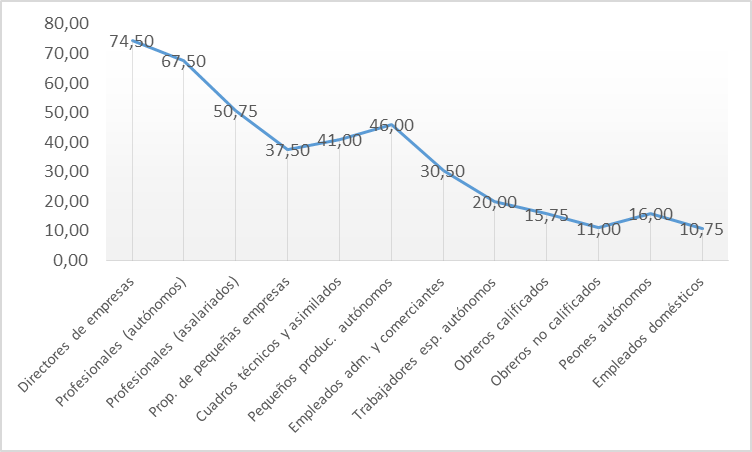 80,00
70,00
60,00
50,00
40,00
30,00
20,00
10,00
0,00
74,50
67,50
50,75
37,50
41,00
46,00
30,50
20,00
15,75
11,00
16,00
10,75
Directores de empresas
Profesionales (autónomos)
Profesionales (asalariados)
Prop. de pequeñas empresas
Cuadros técnicos y asimilados
Pequeños produc. autónomos
Empleados adm. y comerciantes
Trabajadores esp. autónomos
Obreros calificados
Obreros no calificados
Peones autónomos
Empleados domésticos